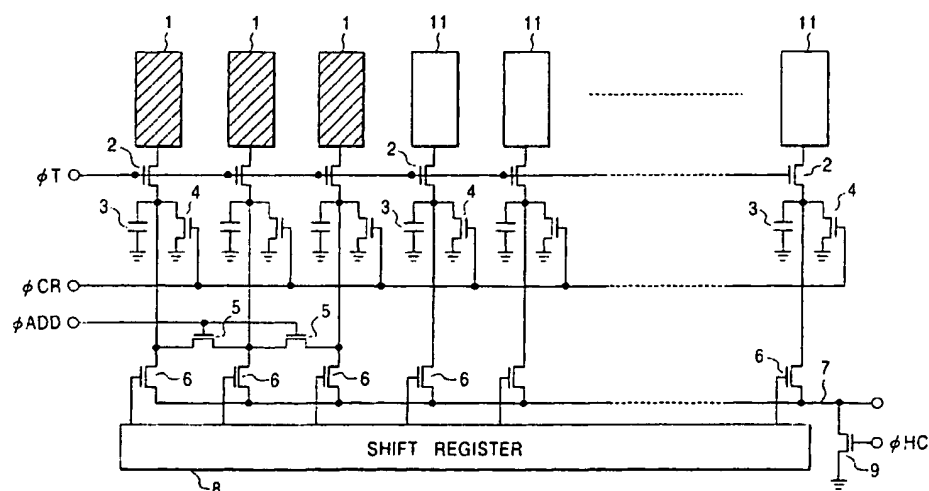 1 1 1 11 11 11
2 2 2
φT
3 4 3 4 3 4
φCR
φADD 5 5
6 6 6 6 6 7
SHIFT REGISTER
φHC
9
8